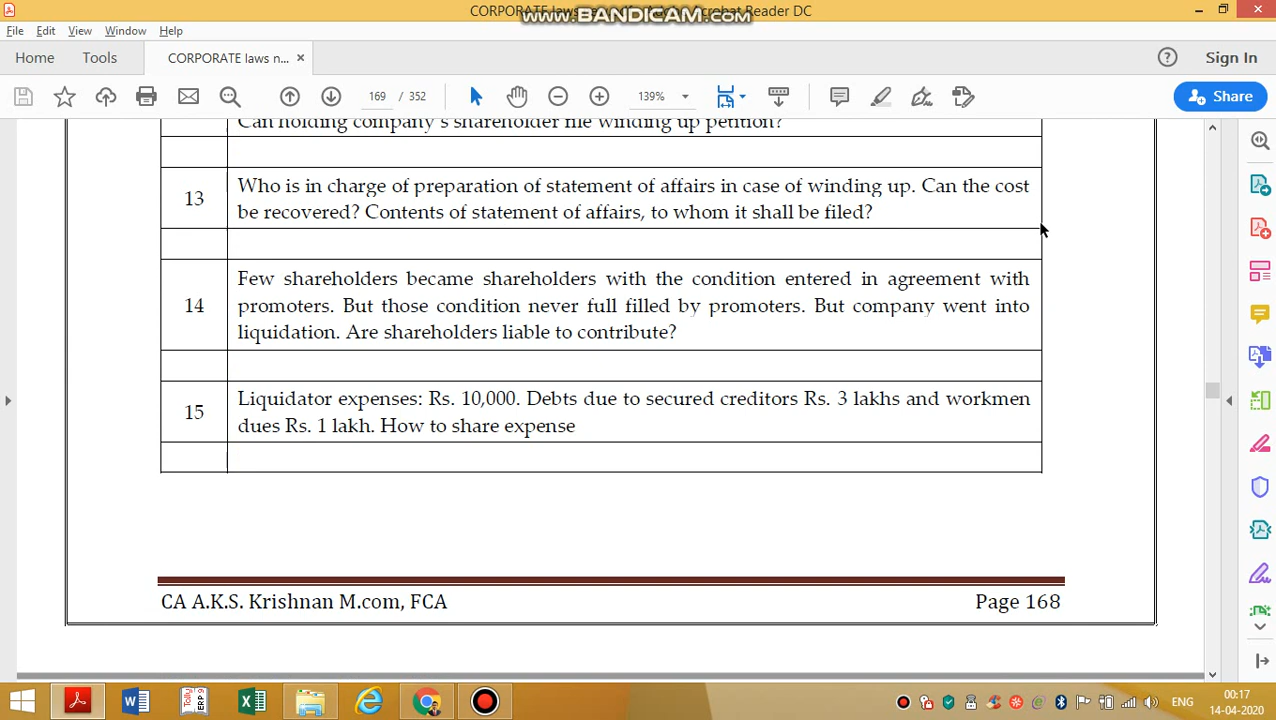 CORPORATE laws
www.BANDICAM.com
obat Reader DC
File Edit View Window Help
Home Tools CORPORATE laws n... × Sign In
169 / 352 139% Share
Can holding company's shareholder file winding up petition?
13 Who is in charge of preparation of statement of affairs in case of winding up. Can the cost
be recovered? Contents of statement of affairs, to whom it shall be filed?
14 Few shareholders became shareholders with the condition entered in agreement with
promoters. But those condition never full filled by promoters. But company went into
liquidation. Are shareholders liable to contribute?
15 Liquidator expenses: Rs. 10,000. Debts due to secured creditors Rs. 3 lakhs and workmen
dues Rs. 1 lakh. How to share expense
CA A.K.S. Krishnan M.com, FCA Page 168
ENG 00:17
14-04-2020